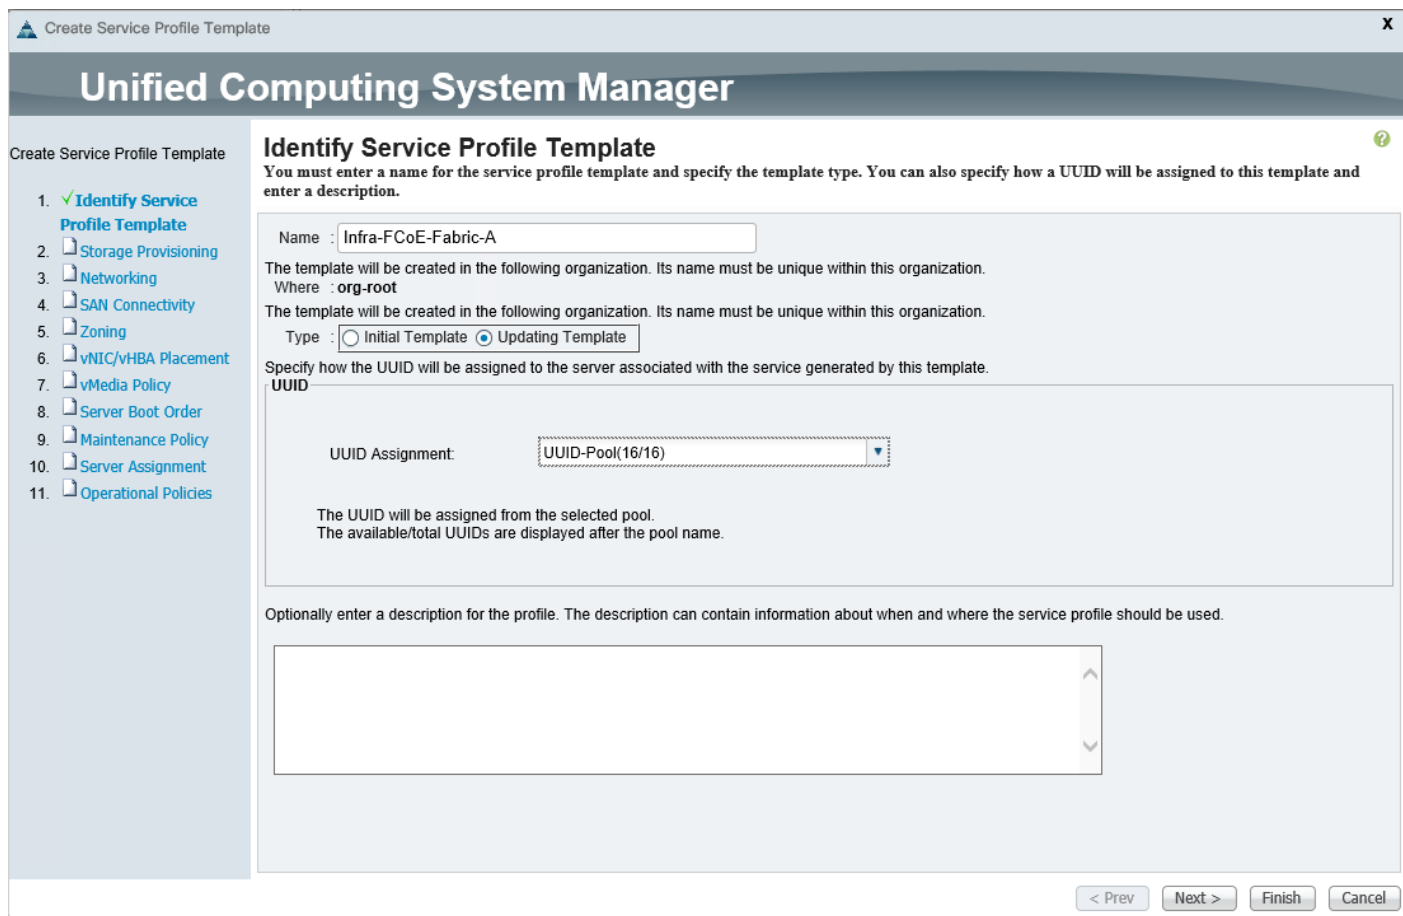 Create Service Profile Template
X
Unified Computing System Manager
Create Service Profile Template
1. Identify Service
Profile Template
2. Storage Provisioning
3. Networking
4. SAN Connectivity
5. Zoning
6. vNIC/vHBA Placement
7. vMedia Policy
8. Server Boot Order
9. Maintenance Policy
10. Server Assignment
11. Operational Policies
Identify Service Profile Template
?
You must enter a name for the service profile template and specify the template type. You can also specify how a UUID will be assigned to this template and
enter a description.
Name : Infra-FCoE-Fabric-A
The template will be created in the following organization. Its name must be unique within this organization.
Where : org-root
The template will be created in the following organization. Its name must be unique within this organization.
Type : Initial Template Updating Template
Specify how the UUID will be assigned to the server associated with the service generated by this template.
UUID
UUID Assignment: UUID-Pool(16/16)
The UUID will be assigned from the selected pool.
The available/total UUIDs are displayed after the pool name.
Optionally enter a description for the profile. The description can contain information about when and where the service profile should be used.
< Prev Next > Finish Cancel